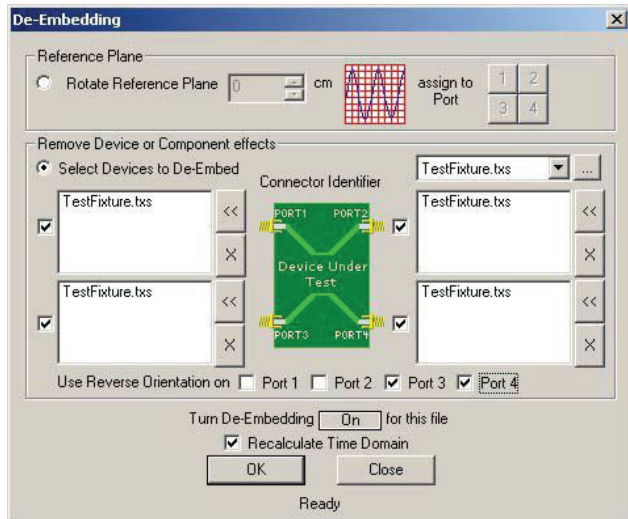 De-Embedding
Reference Plane
Rotate Reference Plane 0 cm assign to Port 1 2 3 4
Remove Device or Component effects
Select Devices to De-Embed
TestFixture.txs ...
Connector Identifier
TestFixture.txs <<
X
TestFixture.txs <<
X
PORT1 PORT2
Device Under
Test
PORT3 PORT4
TestFixture.txs <<
X
TestFixture.txs <<
X
Use Reverse Orientation on Port 1 Port 2 Port 3 Port 4
Turn De-Embedding On for this file
Recalculate Time Domain
OK Close
Ready